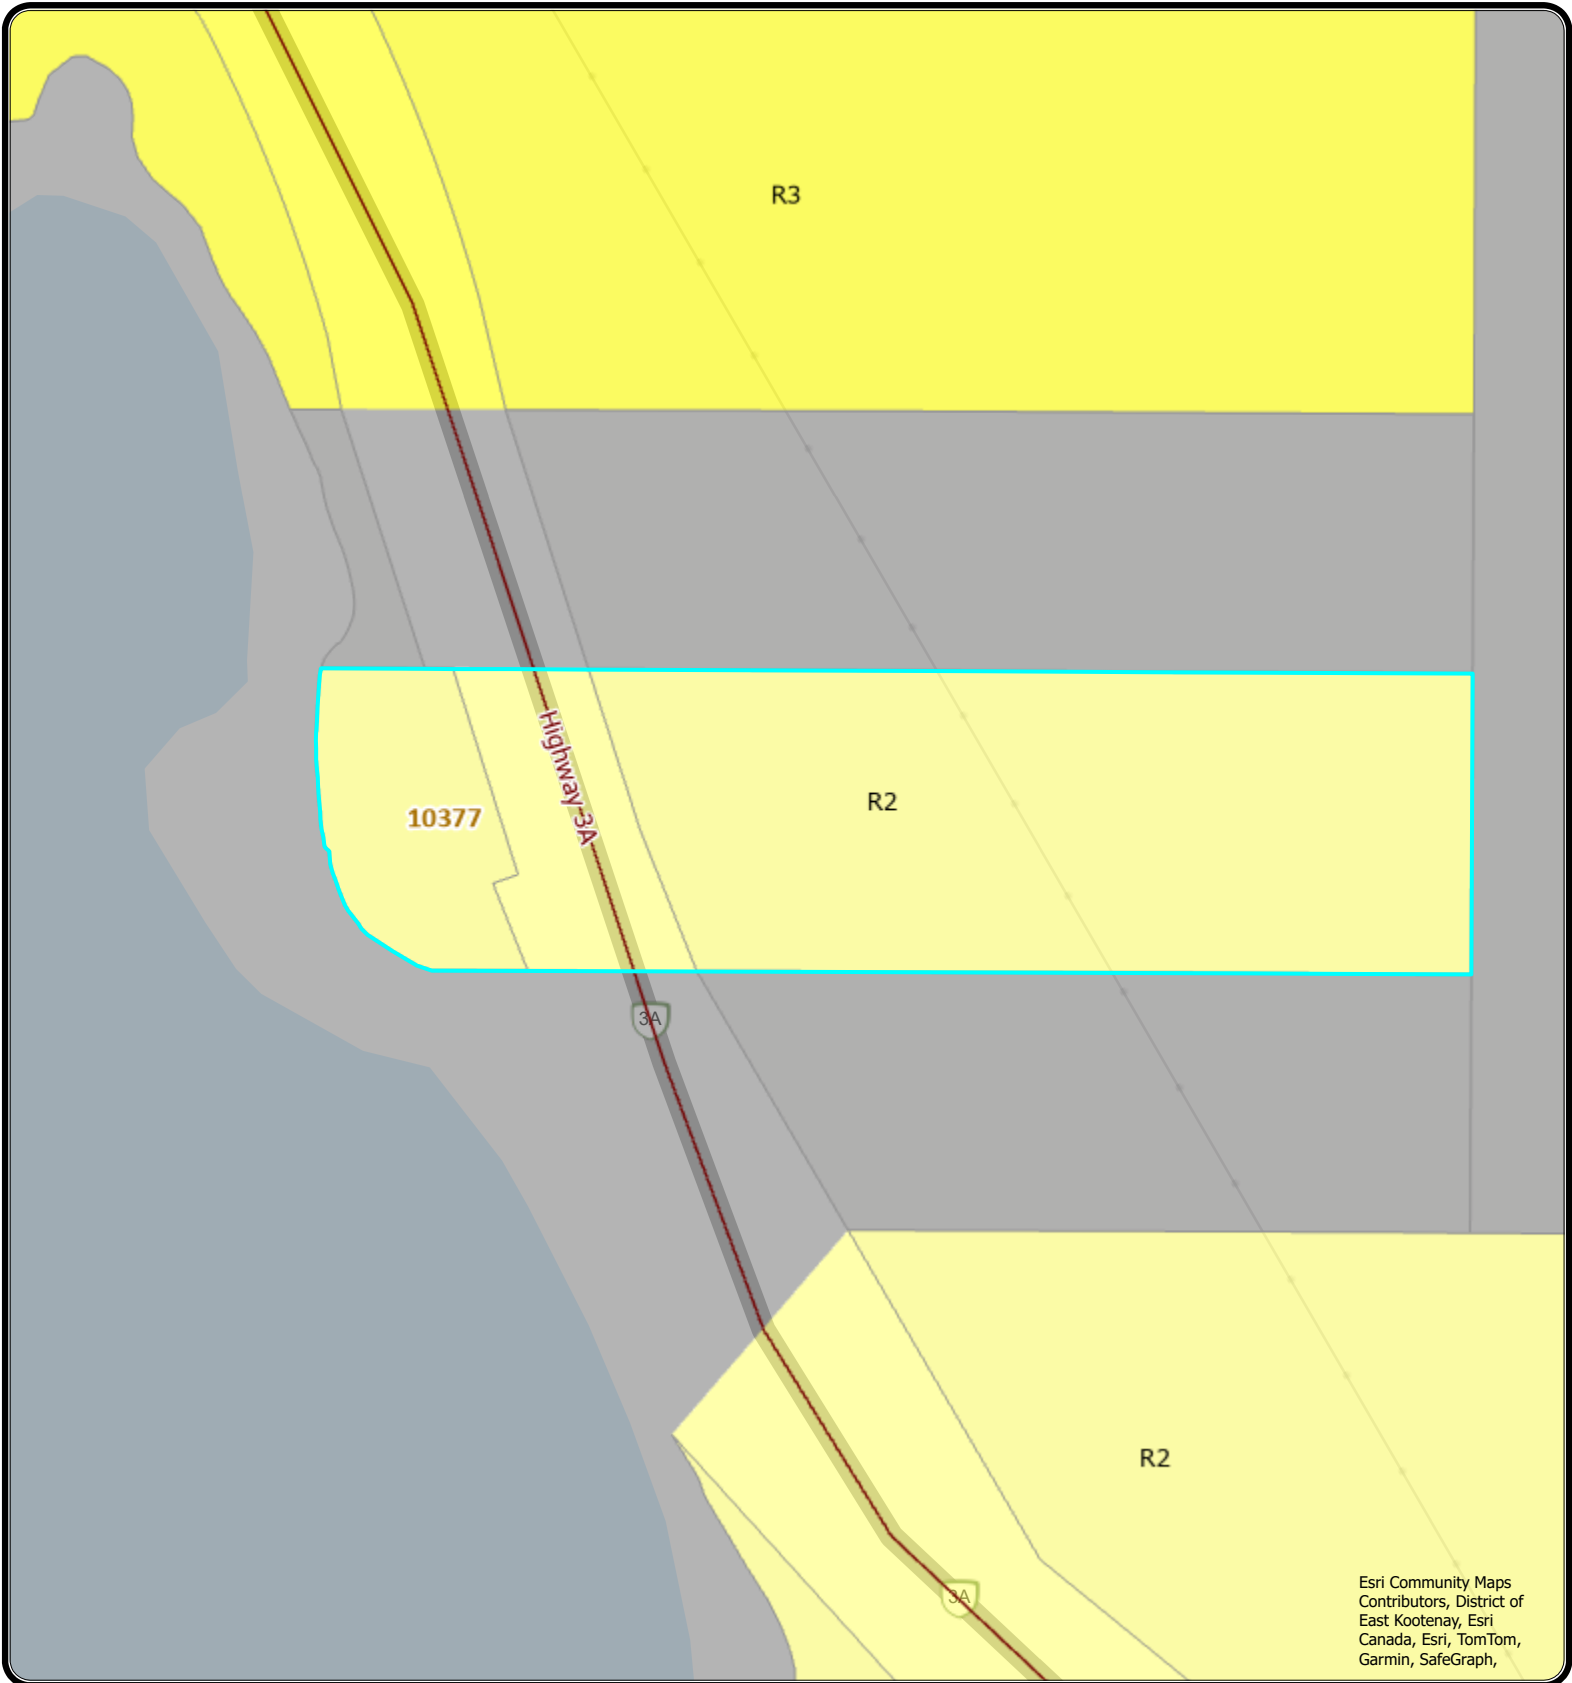 R3
Highway 3A
R2
10377
3A
R2
3A
Esri Community Maps
Contributors, District of
East Kootenay, Esri
Canada, Esri, TomTom,
Garmin, SafeGraph,